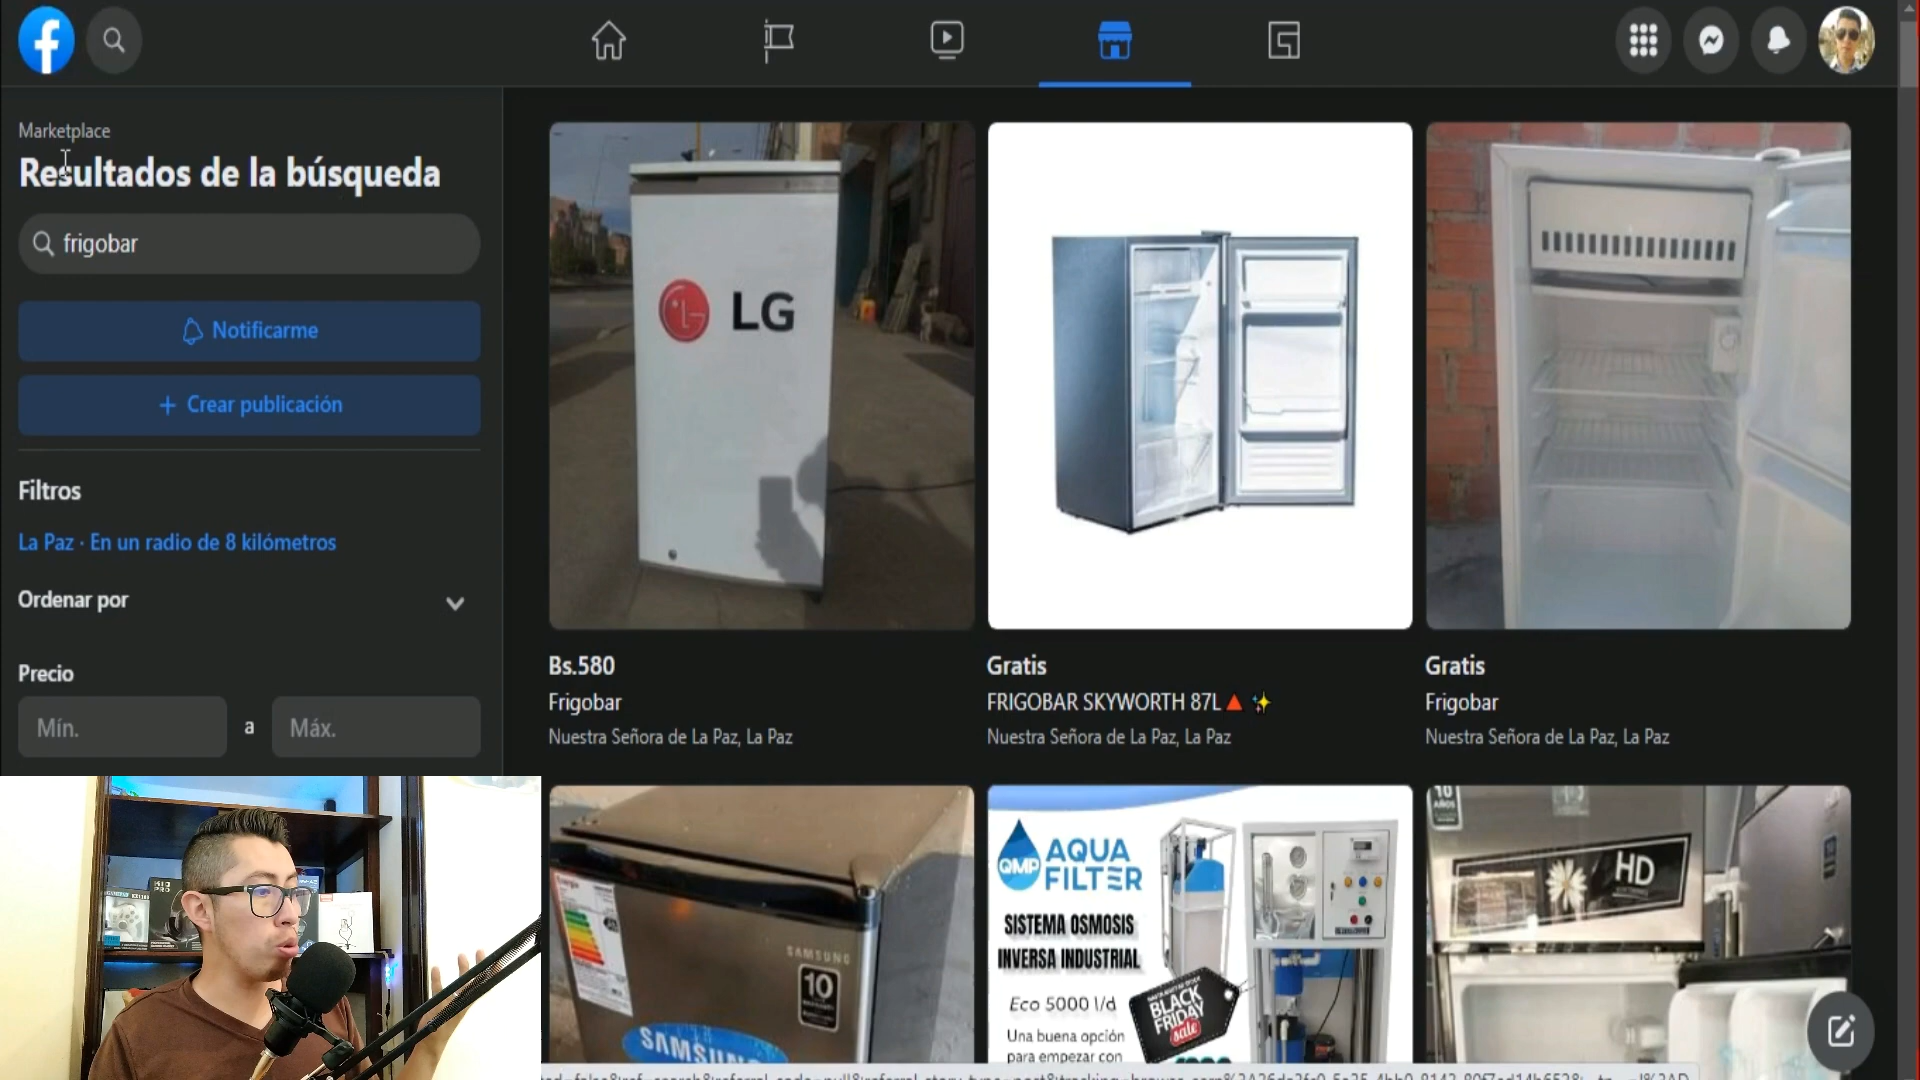 Marketplace
Resultados de la búsqueda
frigobar
Notificarme
+ Crear publicación
Filtros
La Paz · En un radio de 8 kilómetros
Ordenar por
Precio
Mín.
a
Máx.
LG
Bs.580
Frigobar
Nuestra Señora de La Paz, La Paz
Gratis
FRIGOBAR SKYWORTH 87L🔺✨
Nuestra Señora de La Paz, La Paz
Gratis
Frigobar
Nuestra Señora de La Paz, La Paz
SAMSUNG
10
SAMSUNG
QMP
AQUA
FILTER
SISTEMA OSMOSIS
INVERSA INDUSTRIAL
Eco 5000 l/d
Una buena opción
para empezar con
BLACK
FRIDAY
sale
10
AÑOS
HD